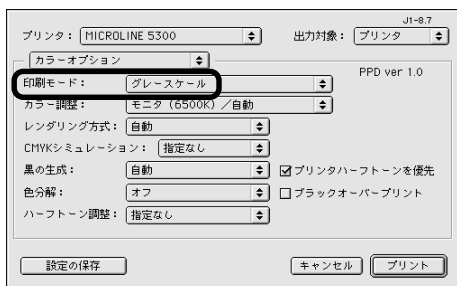 J1-8.7
プリンタ： MICROLINE 5300 出力対象： プリンタ
カラーオプション PPD ver 1.0
印刷モード： グレースケール
カラー調整： モニタ（6500K）／自動
レンダリング方式： 自動
CMYKシミュレーション： 指定なし
黒の生成： 自動 プリンタハーフトーンを優先
色分解： オフ ブラックオーバープリント
ハーフトーン調整： 指定なし
設定の保存 キャンセル プリント